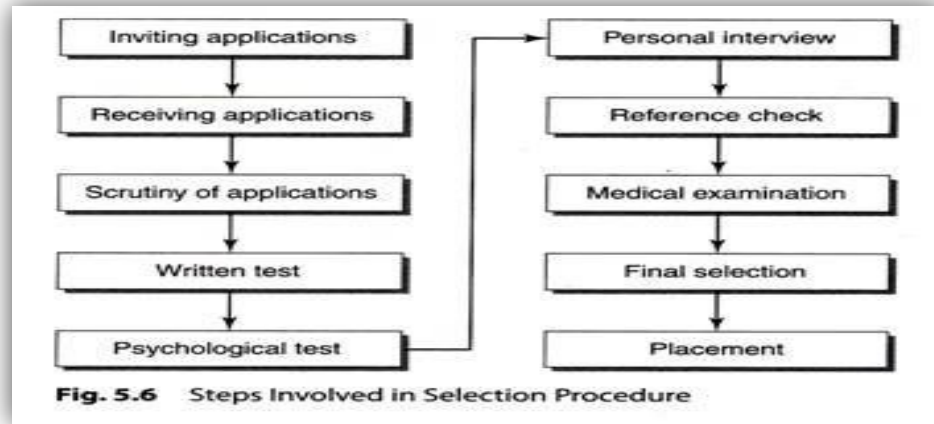 Inviting applications
Receiving applications
Scrutiny of applications
Written test
Psychological test
Personal interview
Reference check
Medical examination
Final selection
Placement
Fig. 5.6 Steps Involved in Selection Procedure